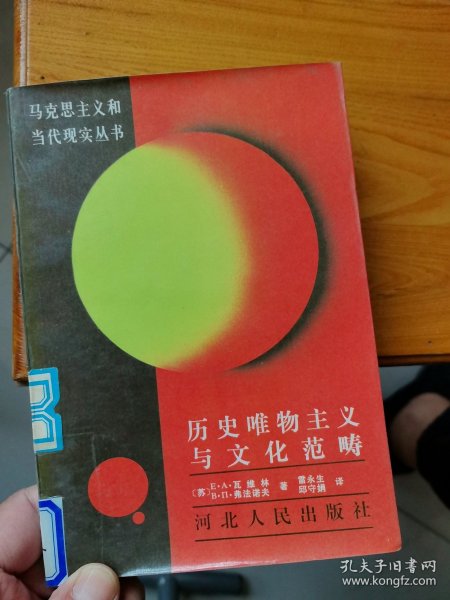 马克思主义和
当代现实丛书
历史唯物主义
与文化范畴
〔苏〕E·A·瓦维林 著 雷永生 译
B·П·弗法诺夫 邱守娟
河北人民出版社
孔夫子旧书网
www.kongfz.com